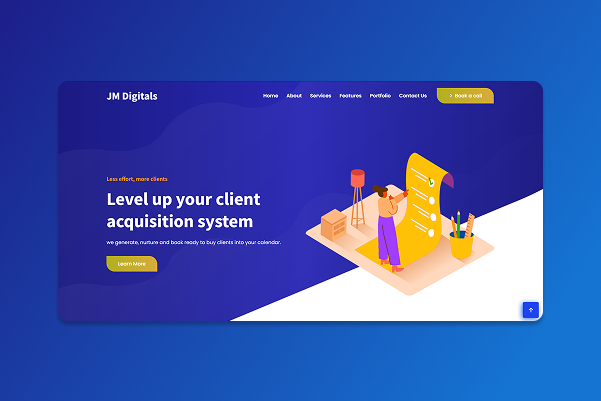 JM Digitals
Home About Services Features Portfolio Contact Us > Book a call
Less effort, more clients
Level up your client
acquisition system
we generate, nurture and book ready to buy clients into your calendar.
Learn More